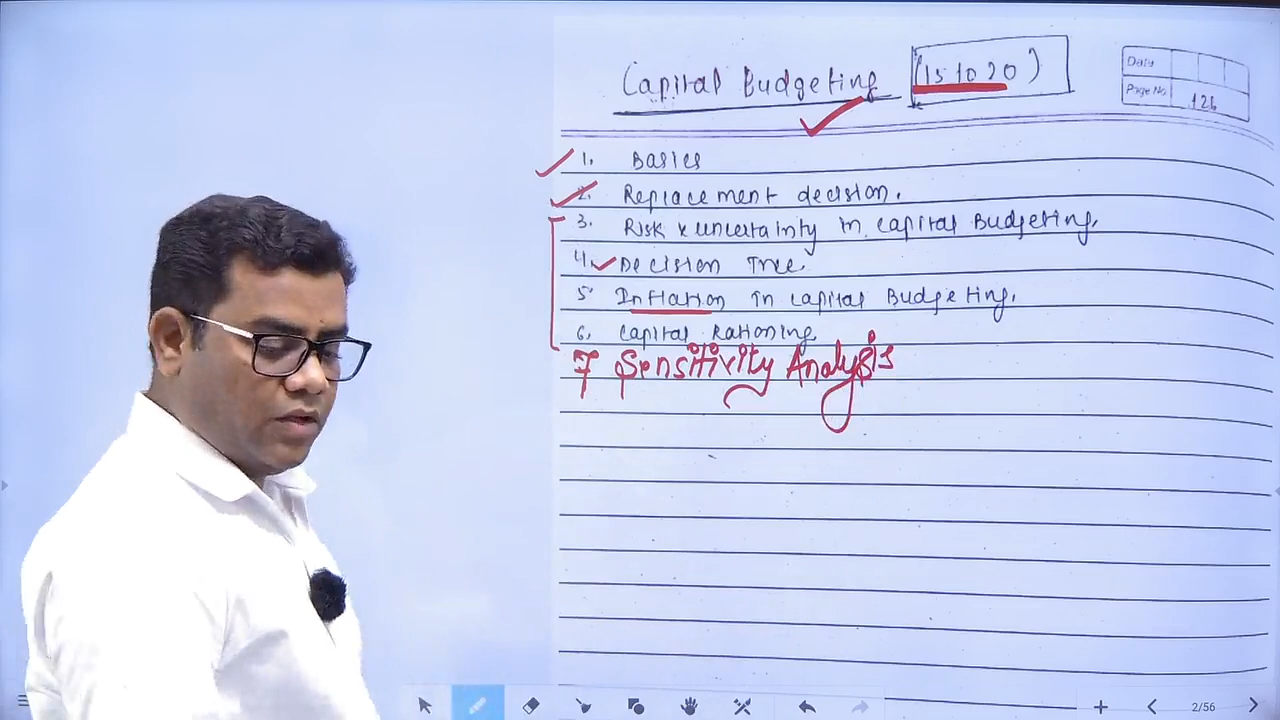 Capital Budgeting (15 to 20)
Date
Page No. 126
1. Basics
2. Replacement decision.
3. Risk & uncertainty in capital Budgeting.
4. Decision Tree.
5 Inflation in capital Budgeting.
6. Capital Rationing
7 Sensitivity Analysis
2/56